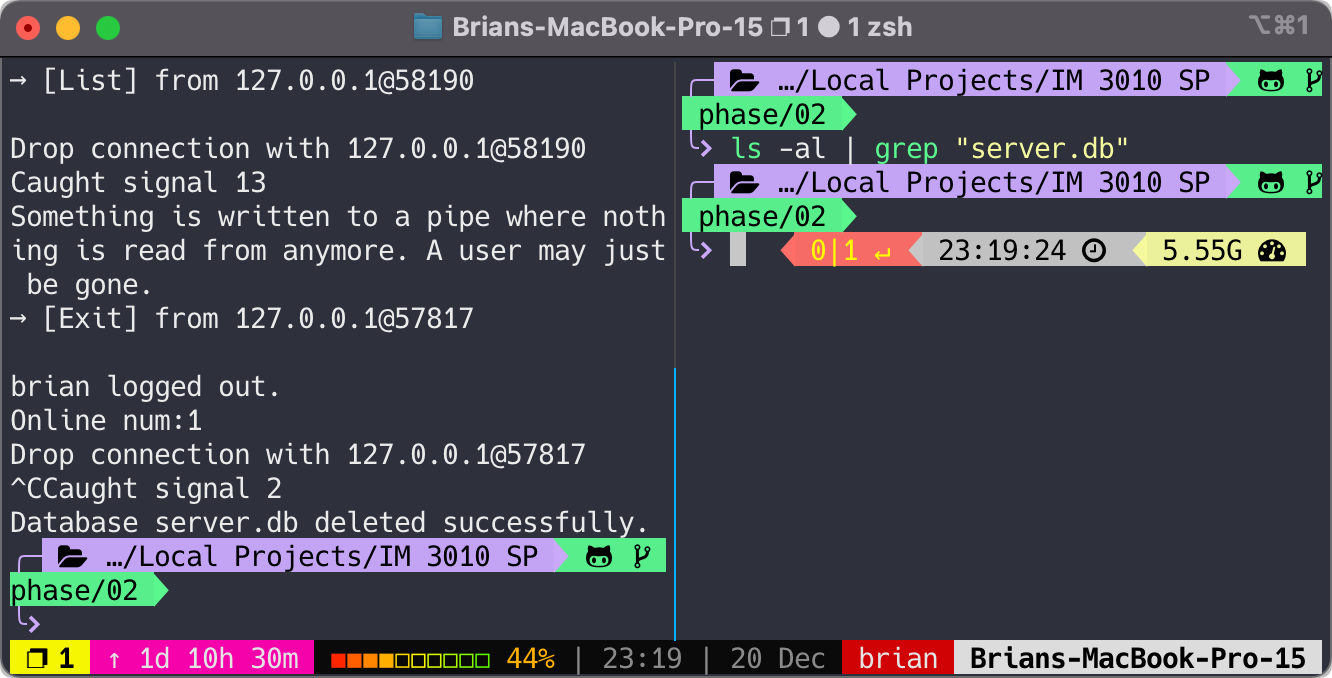 Brians-MacBook-Pro-15 1 1 zsh
⌥⌘1
→ [List] from 127.0.0.1@58190
Drop connection with 127.0.0.1@58190
Caught signal 13
Something is written to a pipe where noth
ing is read from anymore. A user may just
be gone.
→ [Exit] from 127.0.0.1@57817
brian logged out.
Online num:1
Drop connection with 127.0.0.1@57817
^CCaught signal 2
Database server.db deleted successfully.
…/Local Projects/IM 3010 SP
phase/02
…/Local Projects/IM 3010 SP
phase/02
ls -al | grep "server.db"
…/Local Projects/IM 3010 SP
phase/02
0|1 ↵ 23:19:24 5.55G
1 ↑ 1d 10h 30m 44% | 23:19 | 20 Dec brian Brians-MacBook-Pro-15